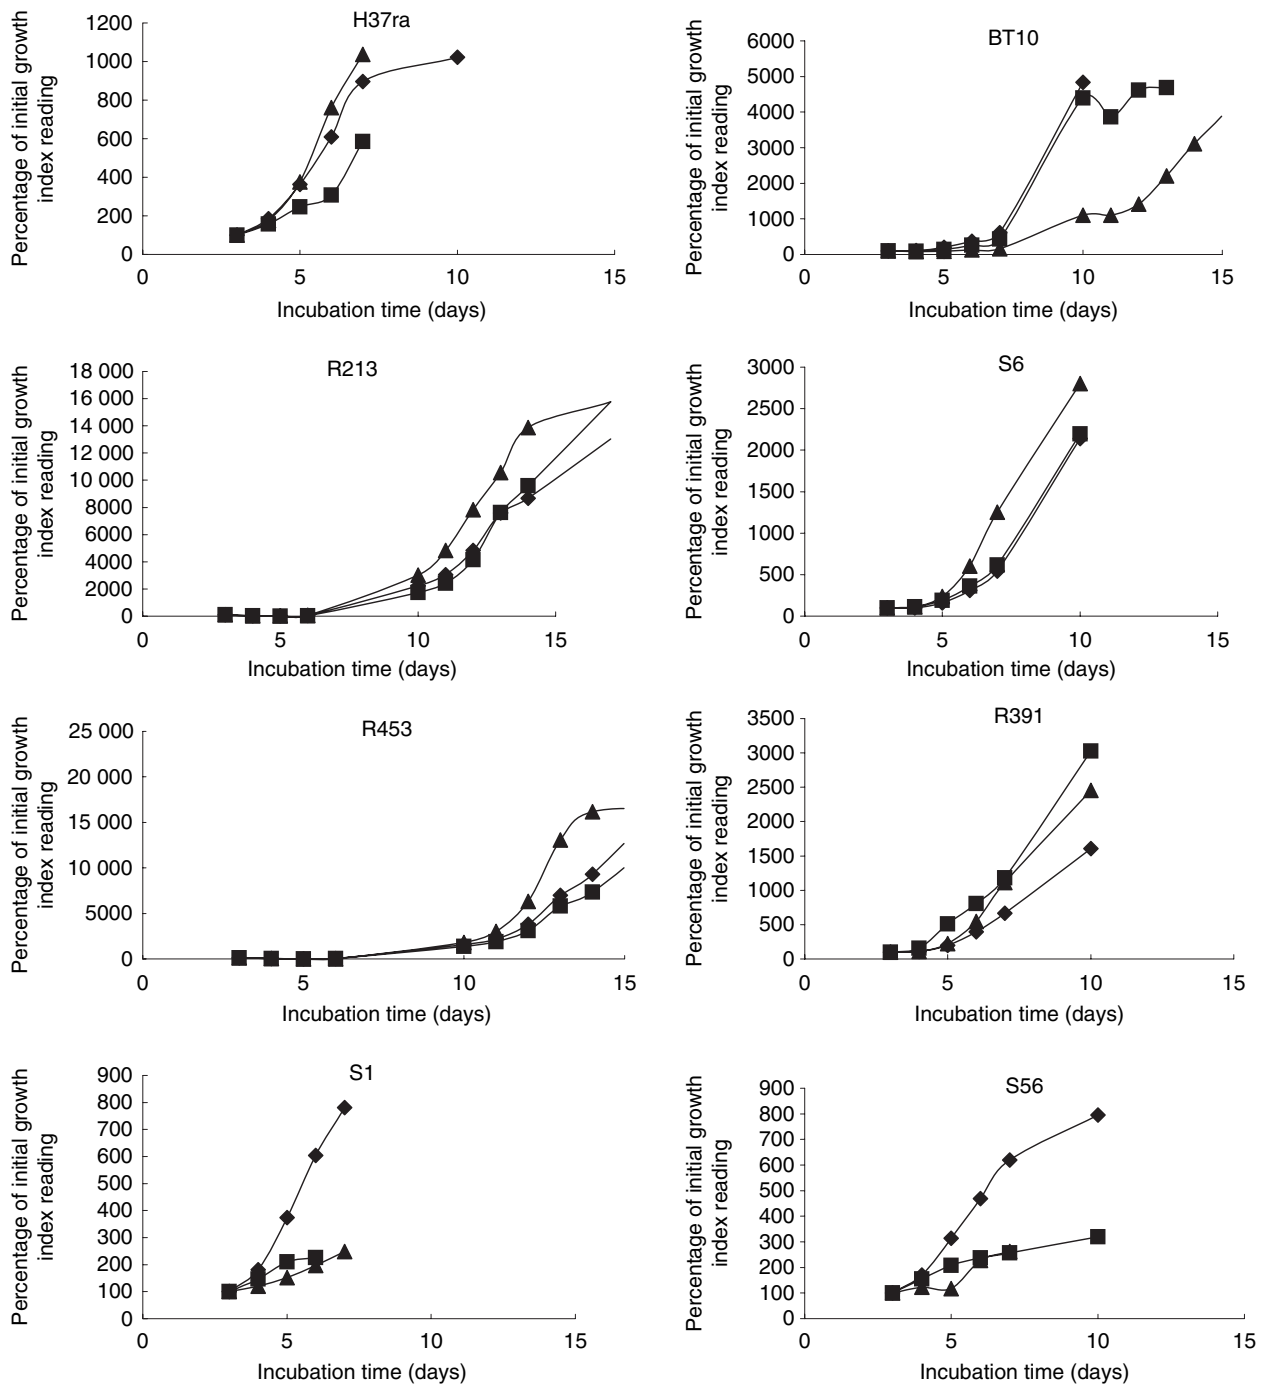 H37ra
Percentage of initial growth
index reading
1200
1000
800
600
400
200
0
0 5 10 15
Incubation time (days)
BT10
Percentage of initial growth
index reading
6000
5000
4000
3000
2000
1000
0
0 5 10 15
Incubation time (days)
R213
Percentage of initial growth
index reading
18 000
16 000
14 000
12 000
10 000
8000
6000
4000
2000
0
0 5 10 15
Incubation time (days)
S6
Percentage of initial growth
index reading
3000
2500
2000
1500
1000
500
0
0 5 10 15
Incubation time (days)
R453
Percentage of initial growth
index reading
25 000
20 000
15 000
10 000
5000
0
0 5 10 15
Incubation time (days)
R391
Percentage of initial growth
index reading
3500
3000
2500
2000
1500
1000
500
0
0 5 10 15
Incubation time (days)
S1
Percentage of initial growth
index reading
900
800
700
600
500
400
300
200
100
0
0 5 10 15
Incubation time (days)
S56
Percentage of initial growth
index reading
900
800
700
600
500
400
300
200
100
0
0 5 10 15
Incubation time (days)